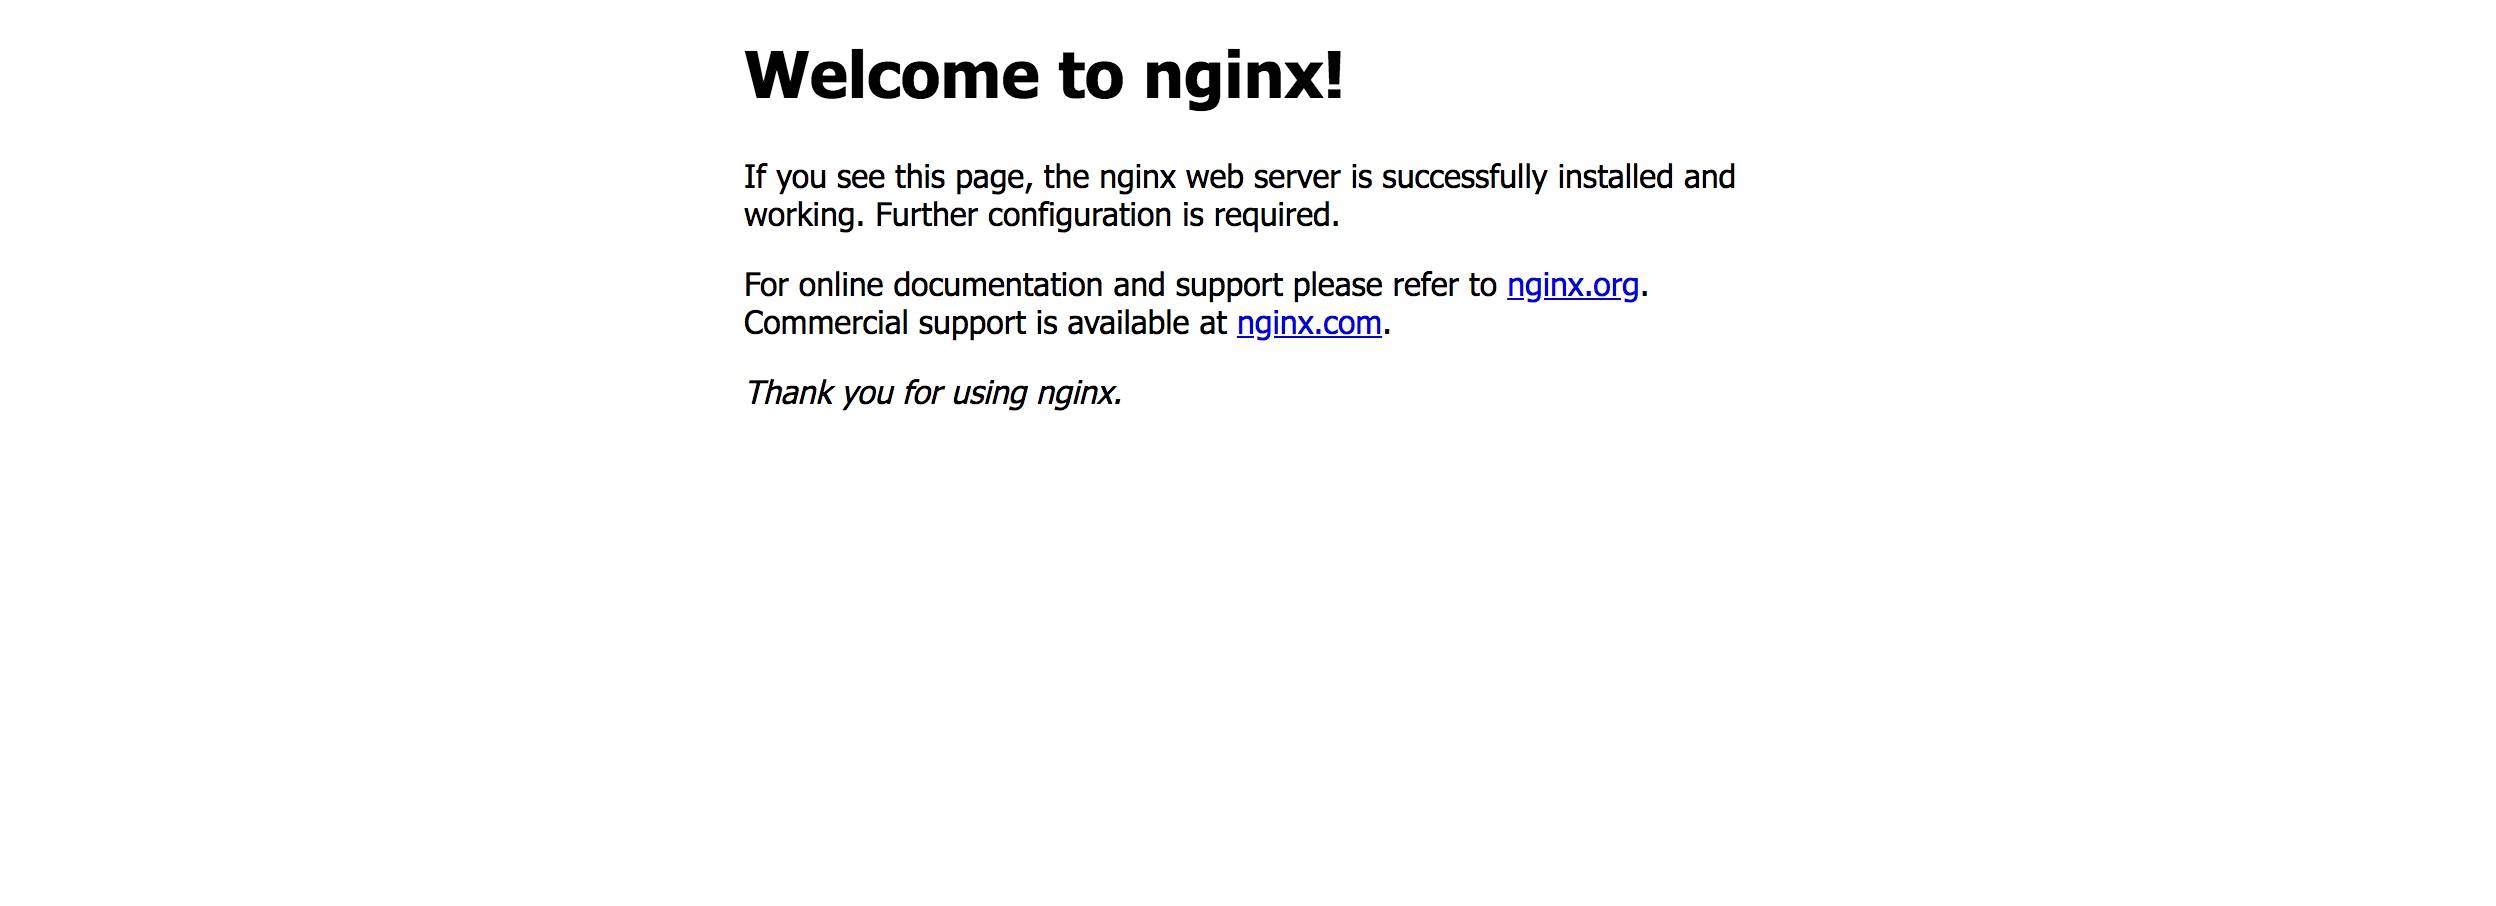 Welcome to nginx!
If you see this page, the nginx web server is successfully installed and
working. Further configuration is required.
For online documentation and support please refer to nginx.org.
Commercial support is available at nginx.com.
Thank you for using nginx.